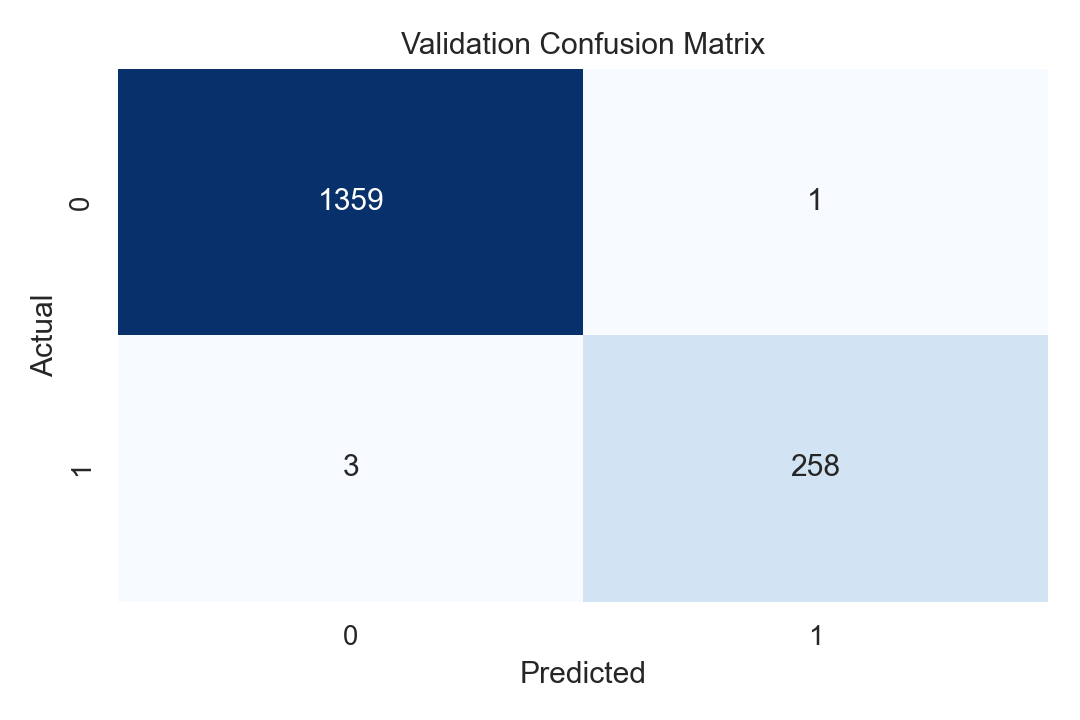 Validation Confusion Matrix
Actual
0
1359
1
1
3
258
0
1
Predicted